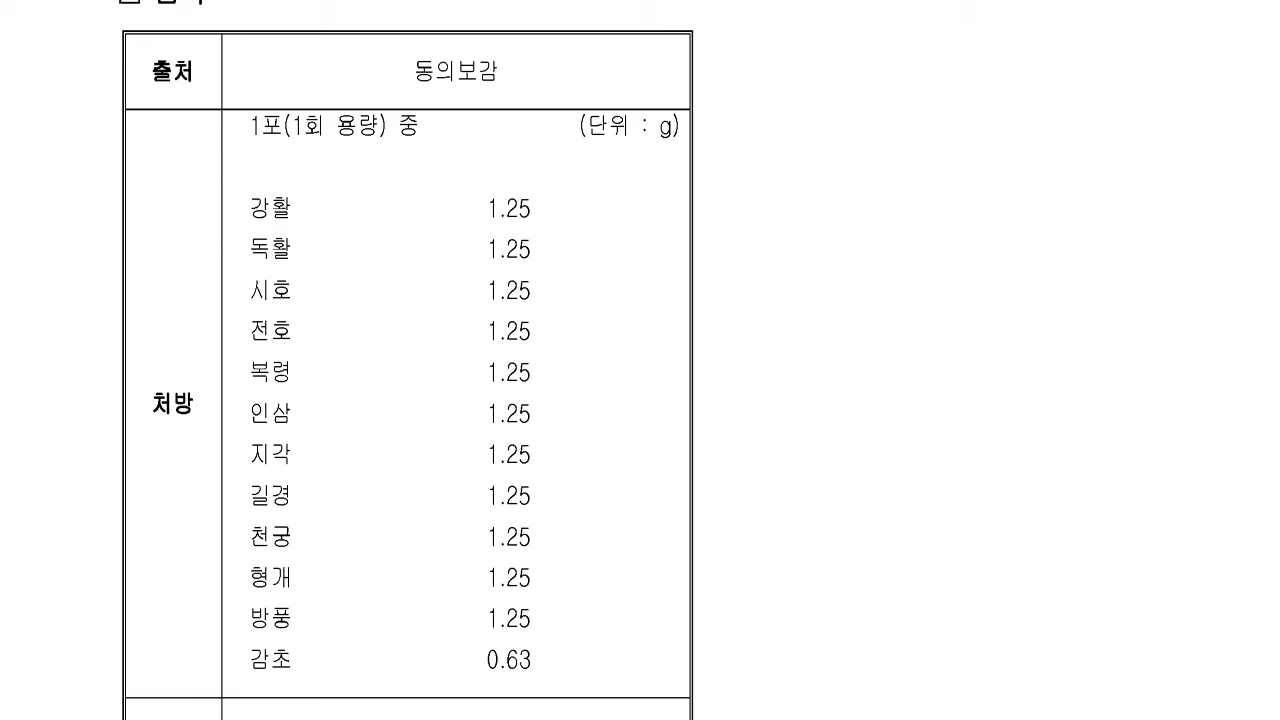 출처 동의보감
1포(1회 용량) 중 (단위 : g)
강활 1.25
독활 1.25
시호 1.25
전호 1.25
복령 1.25
처방
인삼 1.25
지각 1.25
길경 1.25
천궁 1.25
형개 1.25
방풍 1.25
감초 0.63